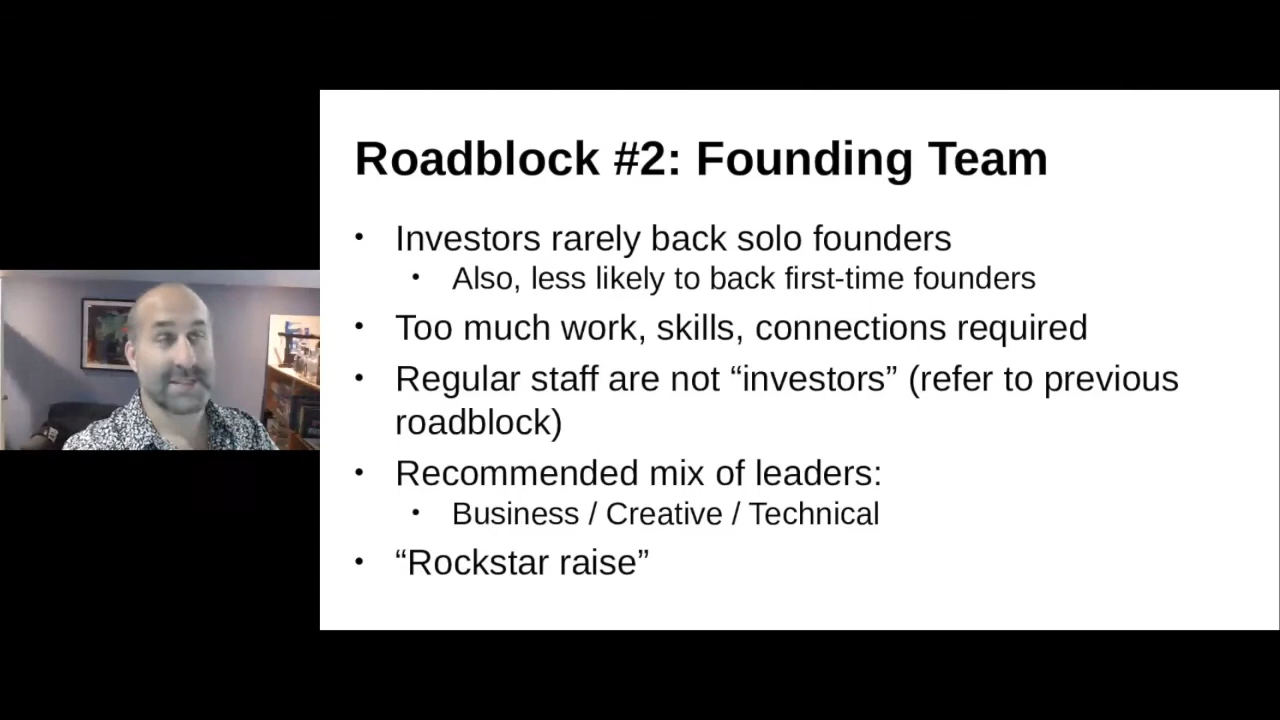 Roadblock #2: Founding Team
• Investors rarely back solo founders
• Also, less likely to back first-time founders
• Too much work, skills, connections required
• Regular staff are not “investors” (refer to previous
roadblock)
• Recommended mix of leaders:
• Business / Creative / Technical
• “Rockstar raise”